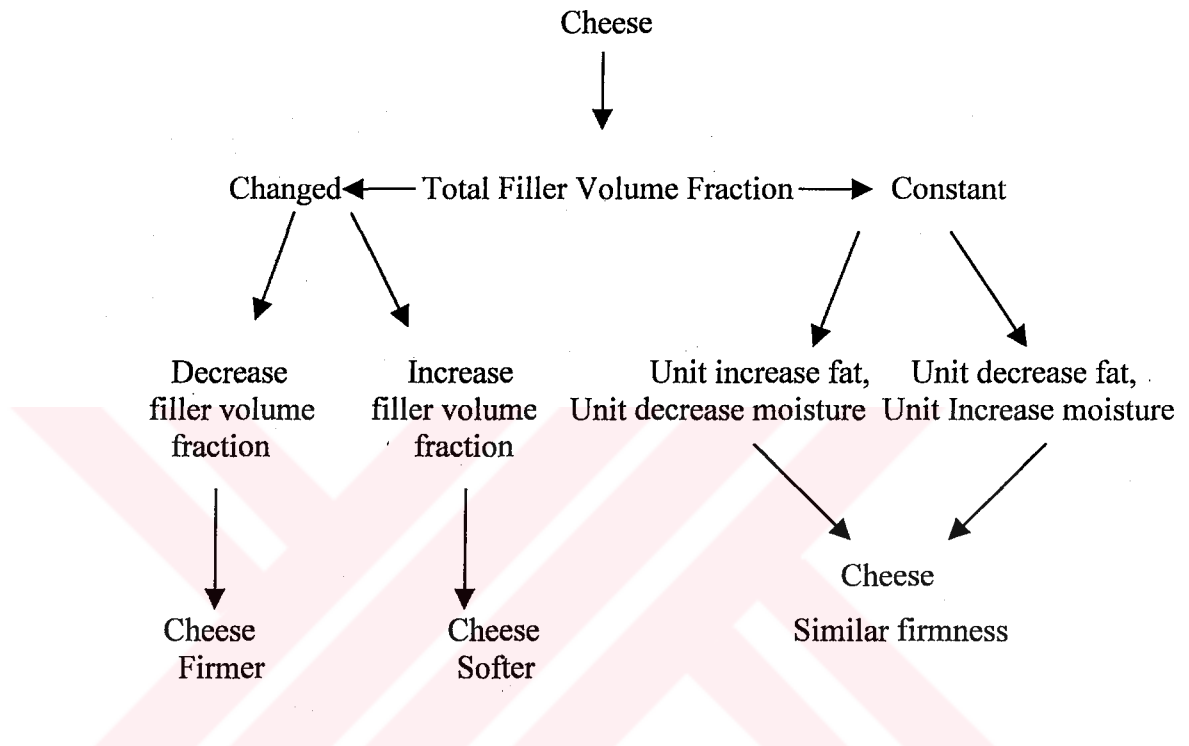 Cheese
Changed Total Filler Volume Fraction Constant
Decrease
filler volume
fraction
Increase
filler volume
fraction
Unit increase fat,
Unit decrease moisture
Unit decrease fat,
Unit Increase moisture
Cheese
Firmer
Cheese
Softer
Cheese
Similar firmness